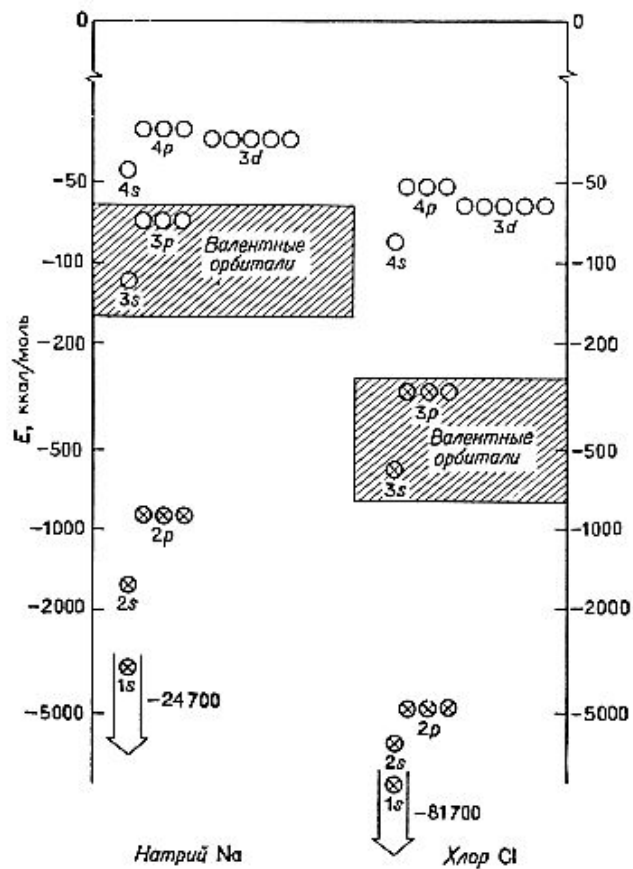 0
0
4p
3d
-50
4s
-50
4p
3d
3p
Валентные
орбитали
4s
-100
-100
3s
-200
-200
E, ккал/моль
3p
Валентные
орбитали
-500
-500
3s
-1000
-1000
2p
2s
-2000
-2000
1s
-24700
-5000
-5000
2p
2s
1s
-81700
Натрий Na
Хлор Cl